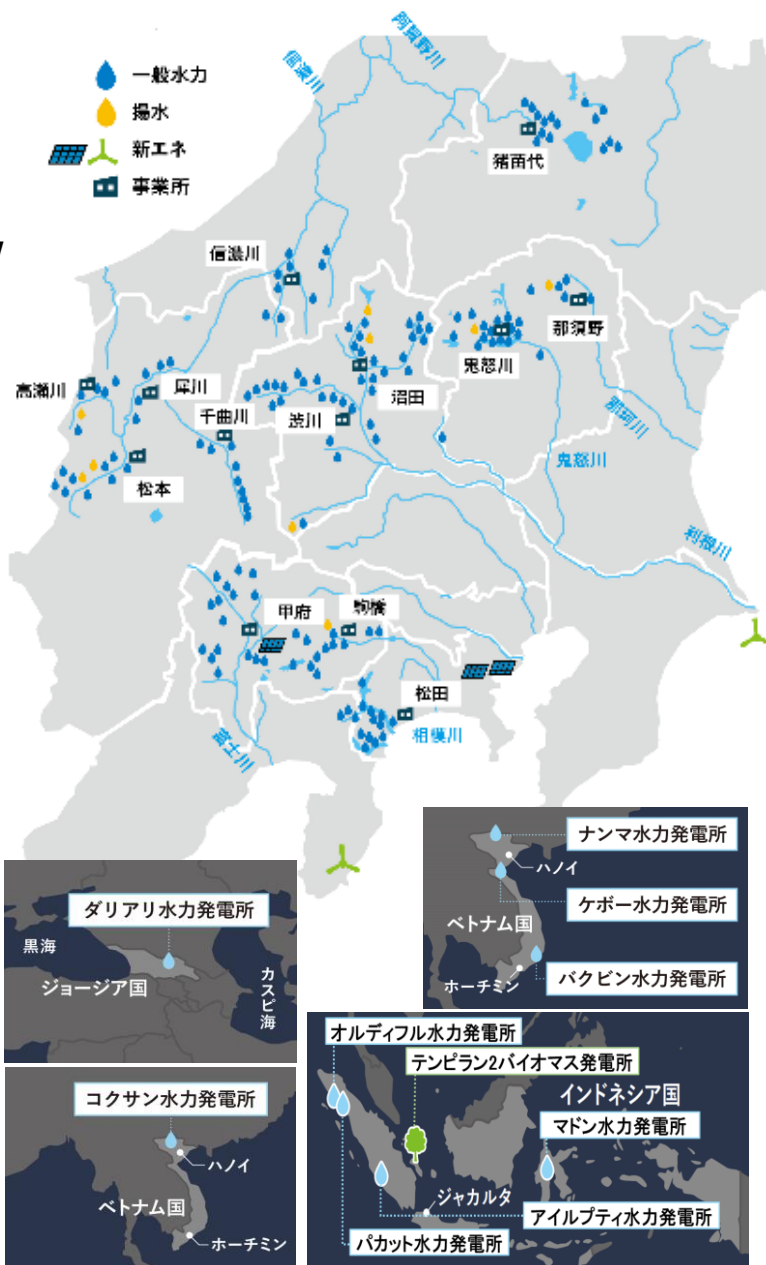 阿賀野川
信濃川
一般水力
揚水
新エネ
事業所
猪苗代
信濃川
那須野
鬼怒川
高瀬川
犀川
沼田
千曲川
渋川
那珂川
鬼怒川
松本
利根川
甲府
駒橋
松田
相模川
富士川
ナンマ水力発電所
ハノイ
ケボー水力発電所
ベトナム国
バクビン水力発電所
ホーチミン
ダリアリ水力発電所
黒海
ジョージア国
カスピ海
オルディフル水力発電所
テンピラン2バイオマス発電所
インドネシア国
マドン水力発電所
ジャカルタ
アイルプティ水力発電所
パカット水力発電所
コクサン水力発電所
ハノイ
ベトナム国
ホーチミン